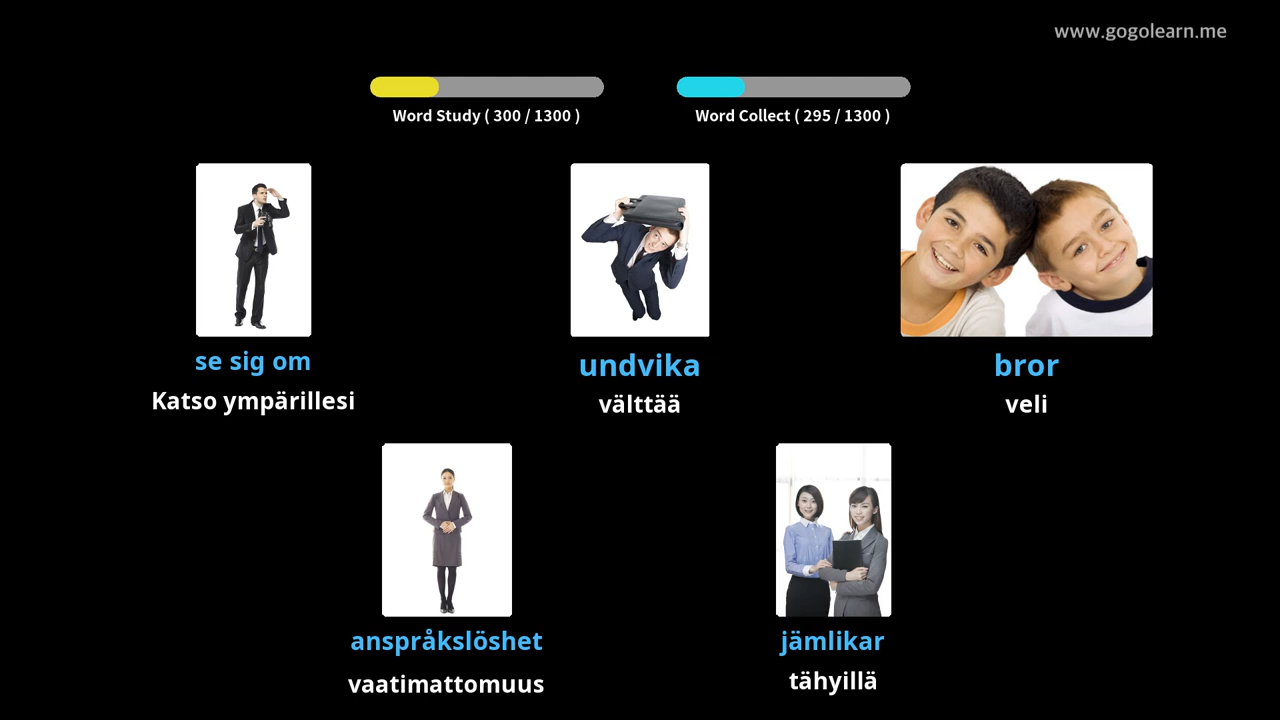 www.gogolearn.me
Word Study ( 300 / 1300 )
Word Collect ( 295 / 1300 )
se sig om
Katso ympärillesi
undvika
välttää
bror
veli
anspråkslöshet
vaatimattomuus
jämlikar
tähyillä